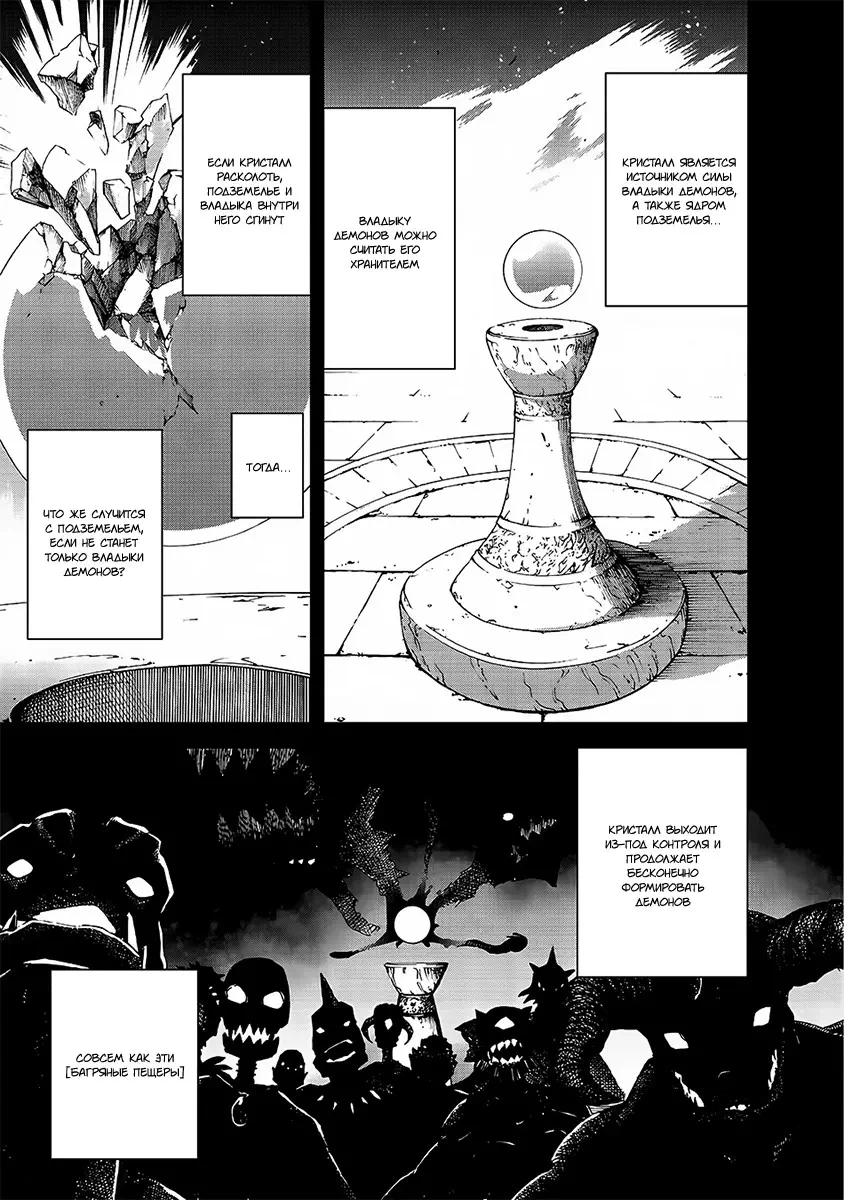 КРИСТАЛЛ ЯВЛЯЕТСЯ
ИСТОЧНИКОМ СИЛЫ
ВЛАДЫКИ ДЕМОНОВ,
А ТАКЖЕ ЯДРОМ
ПОДЗЕМЕЛЬЯ...
ВЛАДЫКУ
ДЕМОНОВ МОЖНО
СЧИТАТЬ ЕГО
ХРАНИТЕЛЕМ
ЕСЛИ КРИСТАЛЛ
РАСКОЛОТЬ,
ПОДЗЕМЕЛЬЕ И
ВЛАДЫКА ВНУТРИ
НЕГО СГИНУТ
ТОГДА...
ЧТО ЖЕ СЛУЧИТСЯ
С ПОДЗЕМЕЛЬЕМ,
ЕСЛИ НЕ СТАНЕТ
ТОЛЬКО ВЛАДЫКИ
ДЕМОНОВ?
КРИСТАЛЛ ВЫХОДИТ
ИЗ-ПОД КОНТРОЛЯ И
ПРОДОЛЖАЕТ
БЕСКОНЕЧНО
ФОРМИРОВАТЬ
ДЕМОНОВ
СОВСЕМ КАК ЭТИ
[БАГРЯНЫЕ ПЕЩЕРЫ]